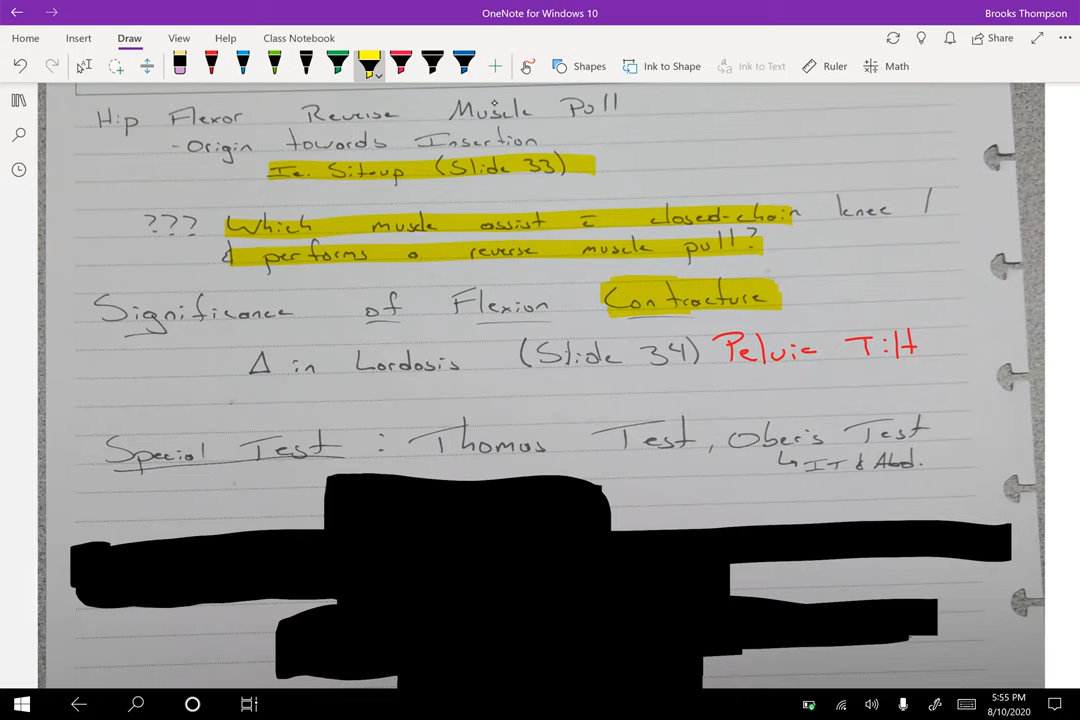 OneNote for Windows 10
Brooks Thompson
Home Insert Draw View Help Class Notebook
Share
Shapes Ink to Shape Ink to Text Ruler Math
Hip Flexor Reverse Muscle Pull
- Origin towards Insertion
Ie. Sit-up (Slide 33)
??? Which muscle assist c̄ closed-chain knee /
& performs a reverse muscle pull?
Significance of Flexion Contracture
Δ in Lordosis (Slide 34) Pelvic Tilt
Special Test : Thomas Test, Ober's Test
↳ IT & Abd.
5:55 PM
8/10/2020